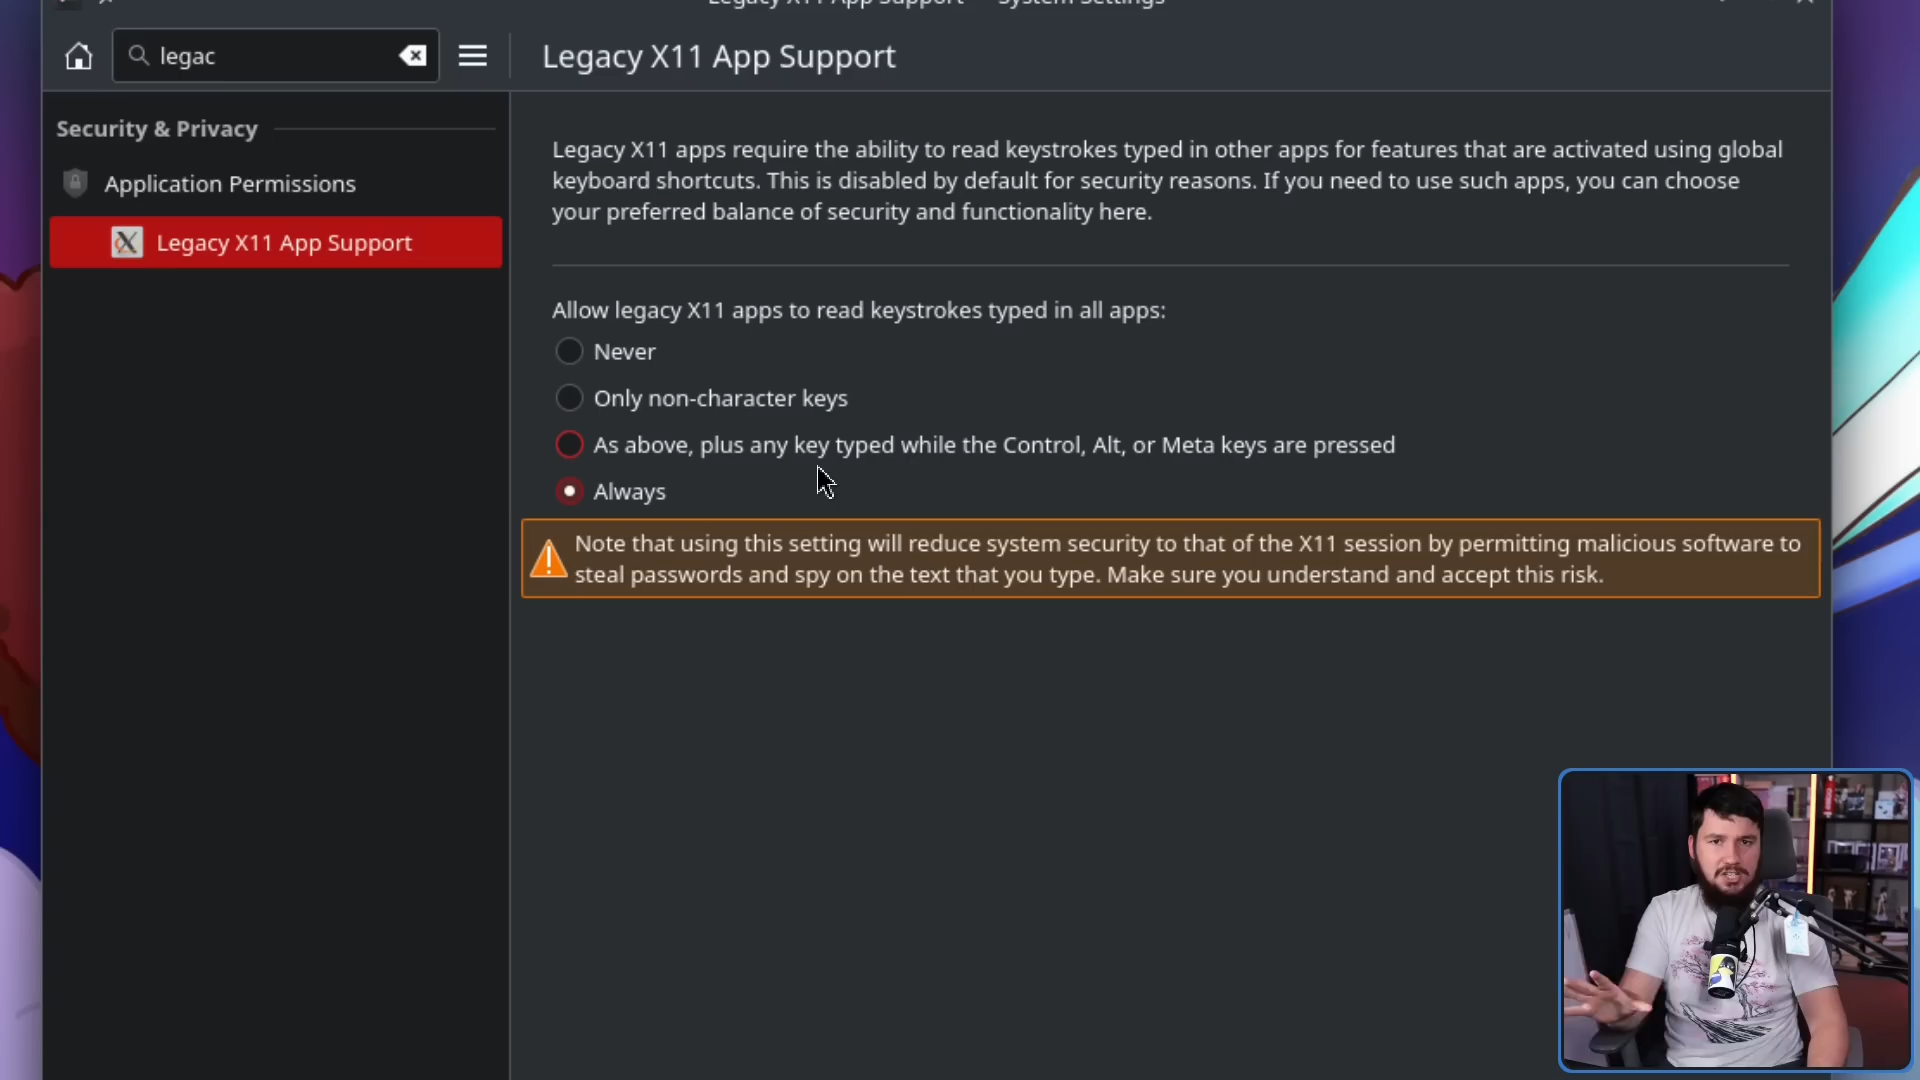 Legacy X11 App Support — System Settings
legac
Legacy X11 App Support
Security & Privacy
Application Permissions
Legacy X11 App Support
Legacy X11 apps require the ability to read keystrokes typed in other apps for features that are activated using global
keyboard shortcuts. This is disabled by default for security reasons. If you need to use such apps, you can choose
your preferred balance of security and functionality here.
Allow legacy X11 apps to read keystrokes typed in all apps:
Never
Only non-character keys
As above, plus any key typed while the Control, Alt, or Meta keys are pressed
Always
Note that using this setting will reduce system security to that of the X11 session by permitting malicious software to
steal passwords and spy on the text that you type. Make sure you understand and accept this risk.